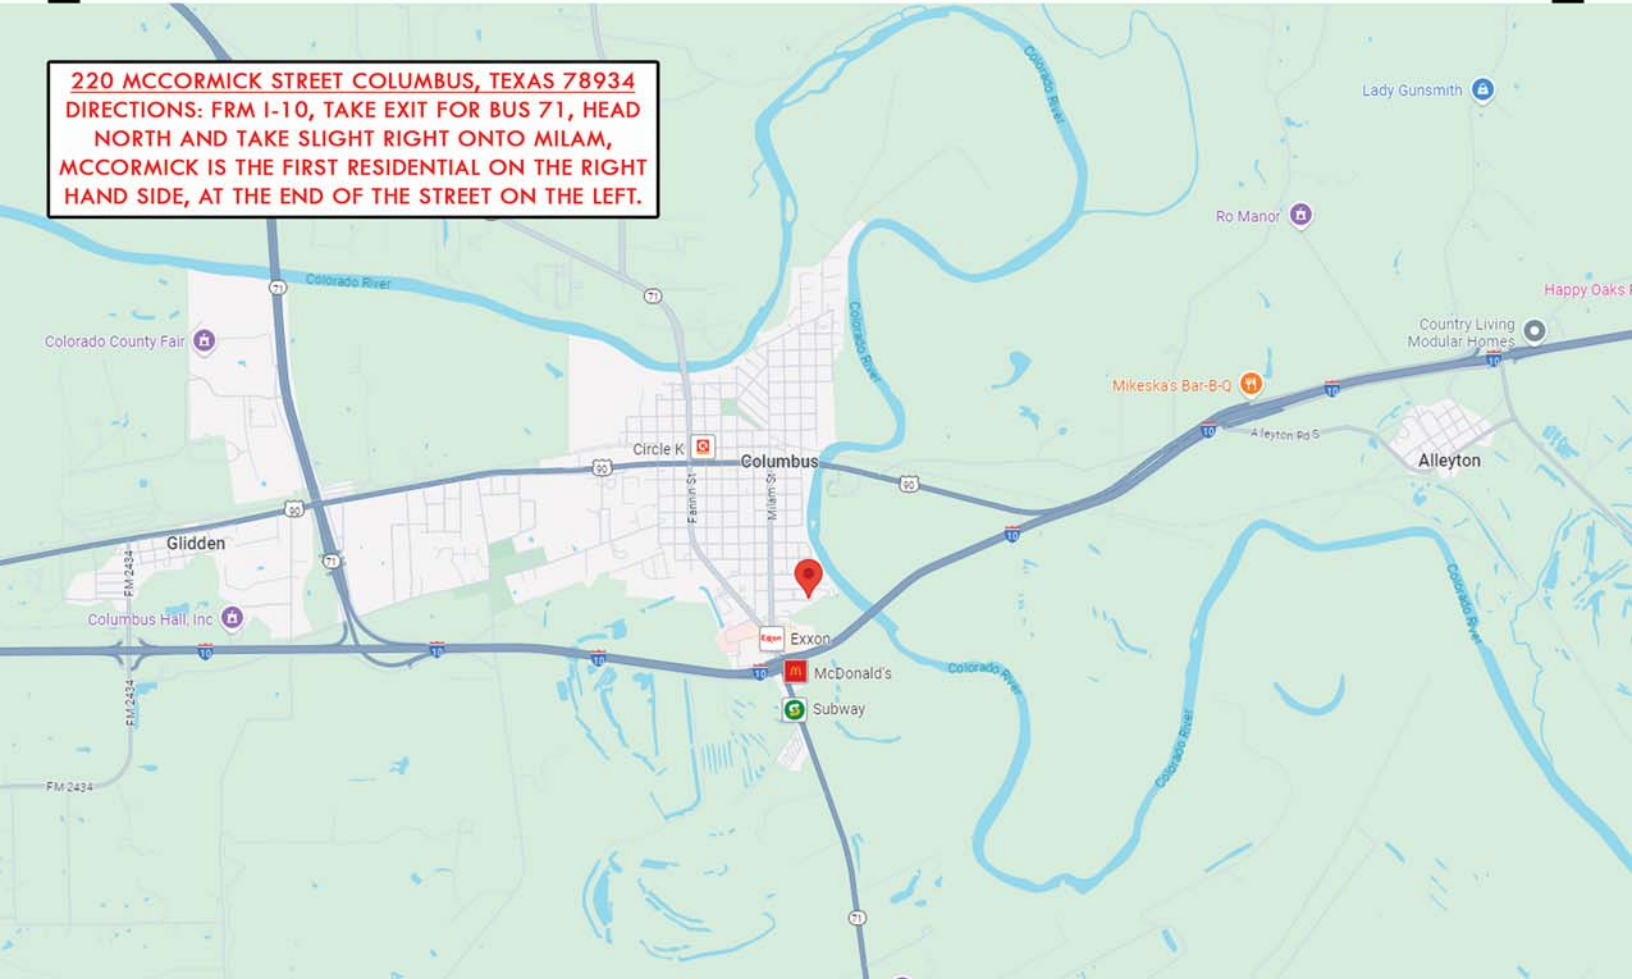 220 MCCORMICK STREET COLUMBUS, TEXAS 78934
DIRECTIONS: FRM I-10, TAKE EXIT FOR BUS 71, HEAD
NORTH AND TAKE SLIGHT RIGHT ONTO MILAM,
MCCORMICK IS THE FIRST RESIDENTIAL ON THE RIGHT
HAND SIDE, AT THE END OF THE STREET ON THE LEFT.
Colorado River
Lady Gunsmith
Ro Manor
71
Colorado River
71
Happy Oaks
Colorado County Fair
Colorado River
Country Living
Modular Homes
10
Mikeska's Bar-B-Q
10
10
Alleyton Rd S
Circle K
Columbus
Alleyton
90
90
Fannin St
Milam St
90
10
Glidden
71
FM 2434
Colorado River
Columbus Hall, Inc
Exxon
Exxon
10
10
10
10
McDonald's
Colorado River
FM 2434
Subway
Colorado River
FM 2434
71